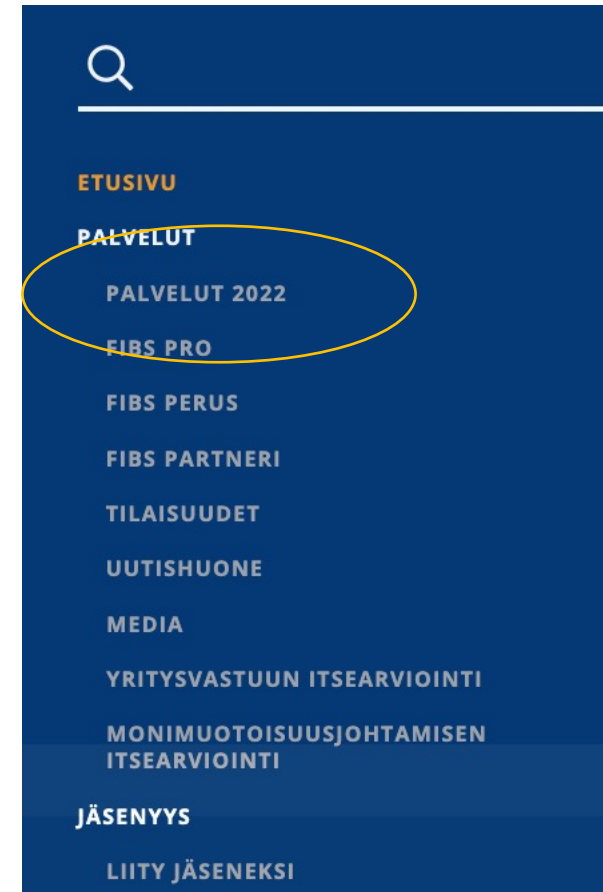 ETUSIVU
PALVELUT
PALVELUT 2022
FIBS PRO
FIBS PERUS
FIBS PARTNERI
TILAISUUDET
UUTISHUONE
MEDIA
YRITYSVASTUUN ITSEARVIOINTI
MONIMUOTOISUUSJOHTAMISEN
ITSEARVIOINTI
JÄSENYYS
LIITY JÄSENEKSI